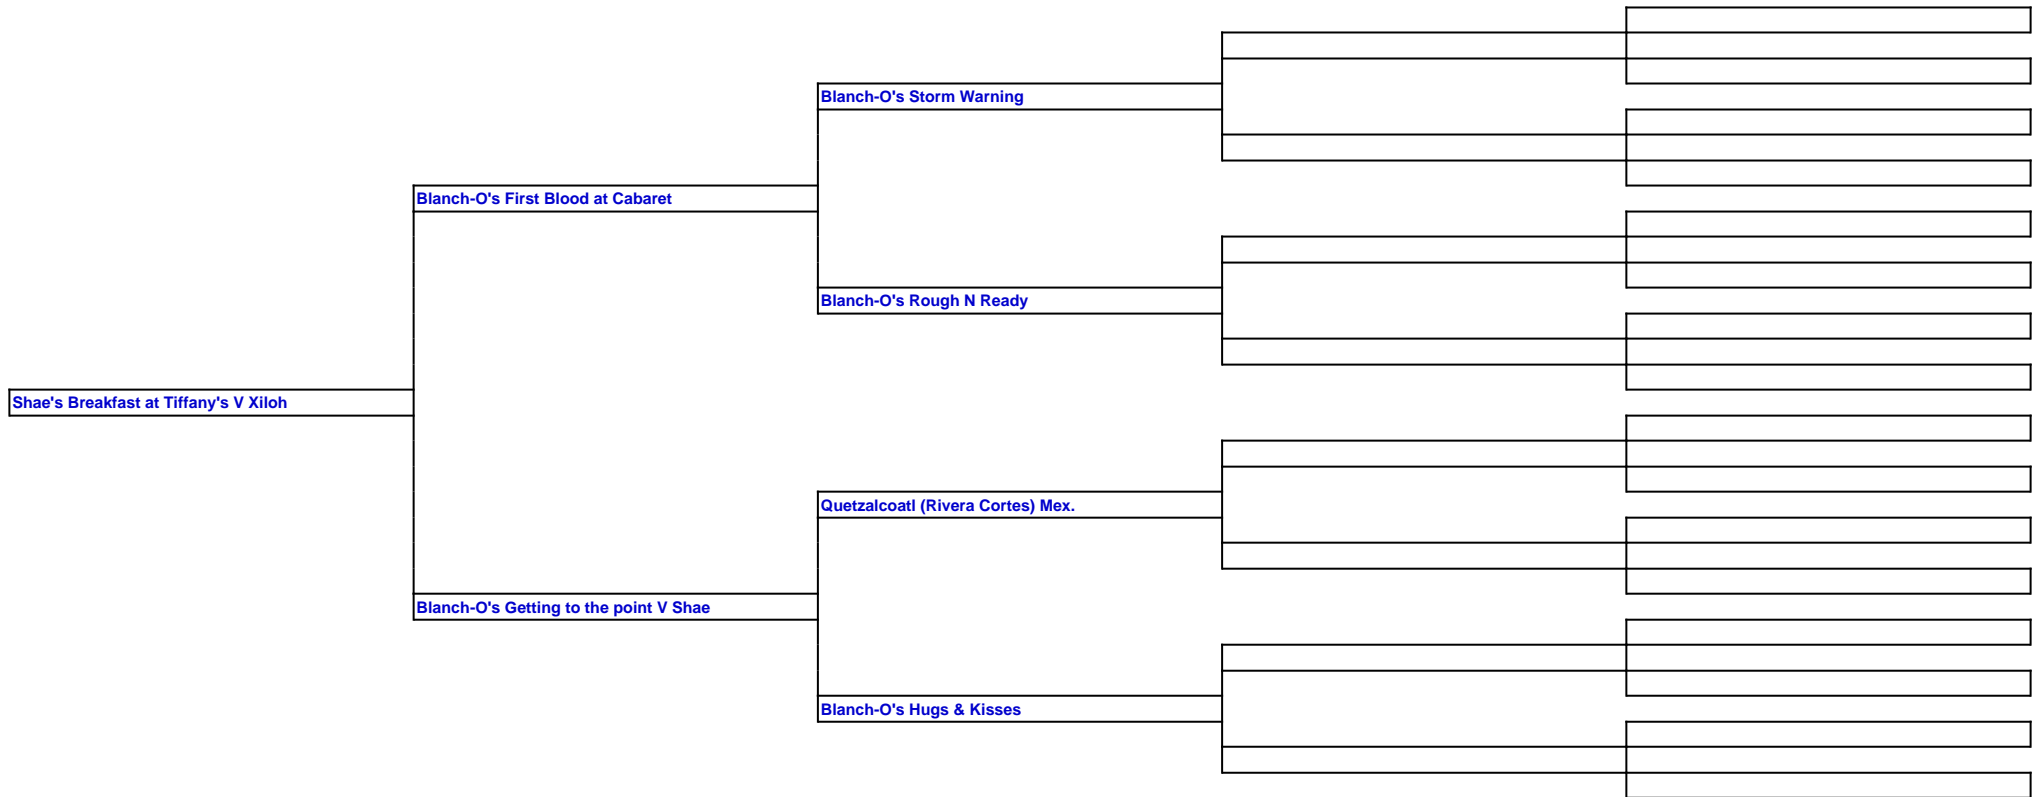 Blanch-O's Storm Warning
Blanch-O's First Blood at Cabaret
Blanch-O's Rough N Ready
Shae's Breakfast at Tiffany's V Xiloh
Quetzalcoatl (Rivera Cortes) Mex.
Blanch-O's Getting to the point V Shae
Blanch-O's Hugs & Kisses